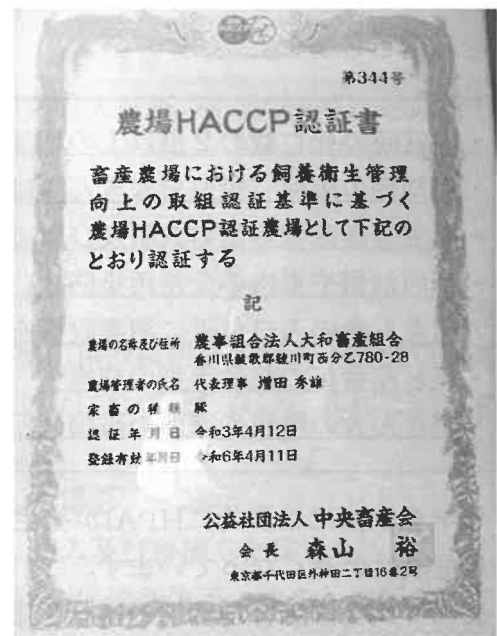 第344号
農場HACCP認証書
畜産農場における飼養衛生管理
向上の取組認証基準に基づく
農場HACCP認証農場として下記の
とおり認証する
記
農場の名称及び住所 農事組合法人大和畜産組合
香川県綾歌郡綾川町西分乙780-28
農場管理者の氏名 代表理事 増田 秀雄
家畜の種類 豚
認証年月日 令和3年4月12日
登録有効年月日 令和6年4月11日
公益社団法人 中央畜産会
会長 森山 裕
東京都千代田区外神田二丁目16番2号